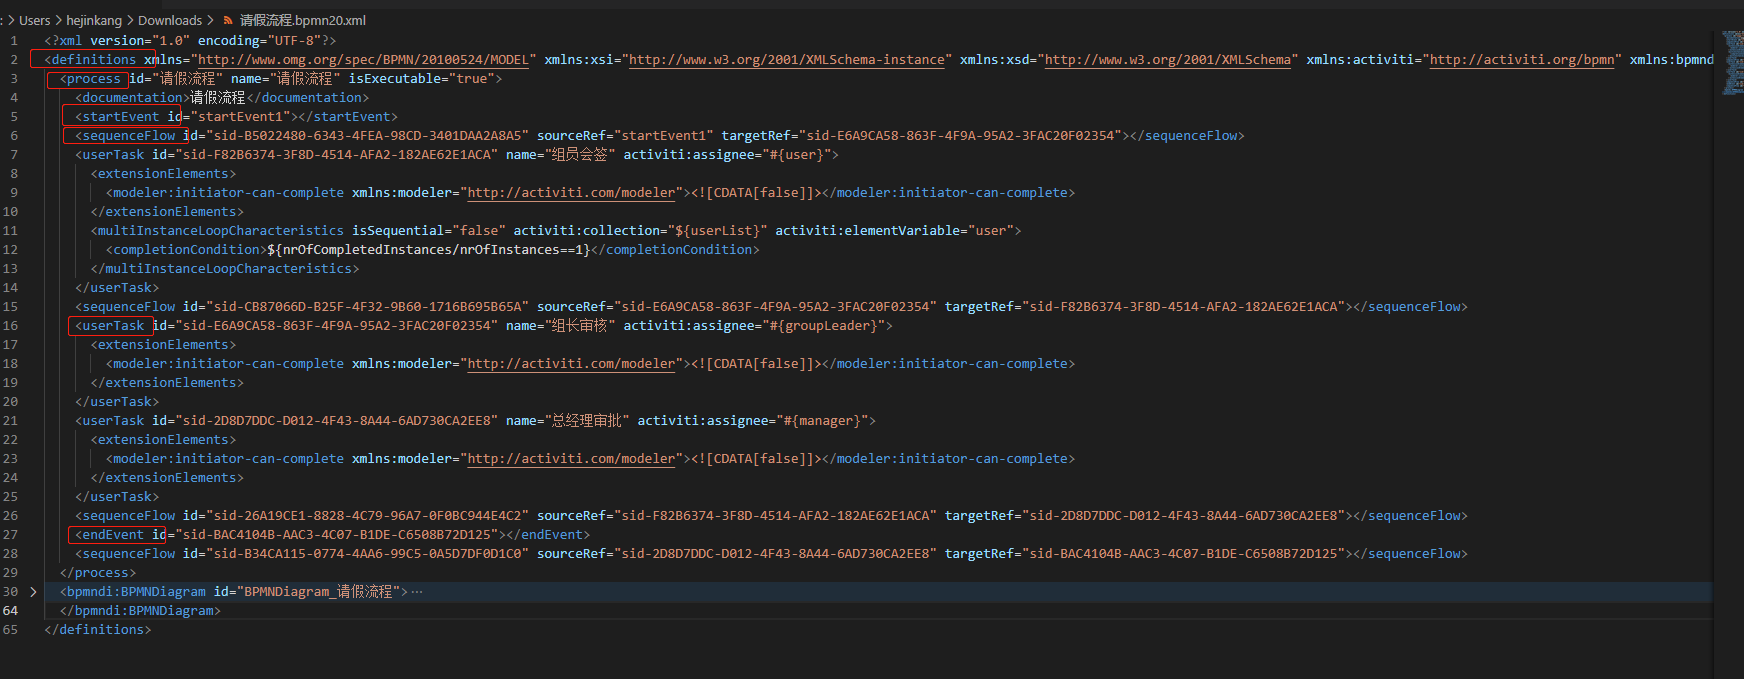 : > Users > hejinkang > Downloads > 请假流程.bpmn20.xml
1 <?xml version="1.0" encoding="UTF-8"?>
2 <definitions xmlns="http://www.omg.org/spec/BPMN/20100524/MODEL" xmlns:xsi="http://www.w3.org/2001/XMLSchema-instance" xmlns:xsd="http://www.w3.org/2001/XMLSchema" xmlns:activiti="http://activiti.org/bpmn" xmlns:bpmnd
3 <process id="请假流程" name="请假流程" isExecutable="true">
4 <documentation>请假流程</documentation>
5 <startEvent id="startEvent1"></startEvent>
6 <sequenceFlow id="sid-B5022480-6343-4FEA-98CD-3401DAA2A8A5" sourceRef="startEvent1" targetRef="sid-E6A9CA58-863F-4F9A-95A2-3FAC20F02354"></sequenceFlow>
7 <userTask id="sid-F82B6374-3F8D-4514-AFA2-182AE62E1ACA" name="组员会签" activiti:assignee="#{user}">
8 <extensionElements>
9 <modeler:initiator-can-complete xmlns:modeler="http://activiti.com/modeler"><![CDATA[false]]></modeler:initiator-can-complete>
10 </extensionElements>
11 <multiInstanceLoopCharacteristics isSequential="false" activiti:collection="${userList}" activiti:elementVariable="user">
12 <completionCondition>${nrOfCompletedInstances/nrOfInstances==1}</completionCondition>
13 </multiInstanceLoopCharacteristics>
14 </userTask>
15 <sequenceFlow id="sid-CB87066D-B25F-4F32-9B60-1716B695B65A" sourceRef="sid-E6A9CA58-863F-4F9A-95A2-3FAC20F02354" targetRef="sid-F82B6374-3F8D-4514-AFA2-182AE62E1ACA"></sequenceFlow>
16 <userTask id="sid-E6A9CA58-863F-4F9A-95A2-3FAC20F02354" name="组长审核" activiti:assignee="#{groupLeader}">
17 <extensionElements>
18 <modeler:initiator-can-complete xmlns:modeler="http://activiti.com/modeler"><![CDATA[false]]></modeler:initiator-can-complete>
19 </extensionElements>
20 </userTask>
21 <userTask id="sid-2D8D7DDC-D012-4F43-8A44-6AD730CA2EE8" name="总经理审批" activiti:assignee="#{manager}">
22 <extensionElements>
23 <modeler:initiator-can-complete xmlns:modeler="http://activiti.com/modeler"><![CDATA[false]]></modeler:initiator-can-complete>
24 </extensionElements>
25 </userTask>
26 <sequenceFlow id="sid-26A19CE1-8828-4C79-96A7-0F0BC944E4C2" sourceRef="sid-F82B6374-3F8D-4514-AFA2-182AE62E1ACA" targetRef="sid-2D8D7DDC-D012-4F43-8A44-6AD730CA2EE8"></sequenceFlow>
27 <endEvent id="sid-BAC4104B-AAC3-4C07-B1DE-C6508B72D125"></endEvent>
28 <sequenceFlow id="sid-B34CA115-0774-4AA6-99C5-0A5D7DF0D1C0" sourceRef="sid-2D8D7DDC-D012-4F43-8A44-6AD730CA2EE8" targetRef="sid-BAC4104B-AAC3-4C07-B1DE-C6508B72D125"></sequenceFlow>
29 </process>
30 > <bpmndi:BPMNDiagram id="BPMNDiagram_请假流程">⋯
64 </bpmndi:BPMNDiagram>
65 </definitions>